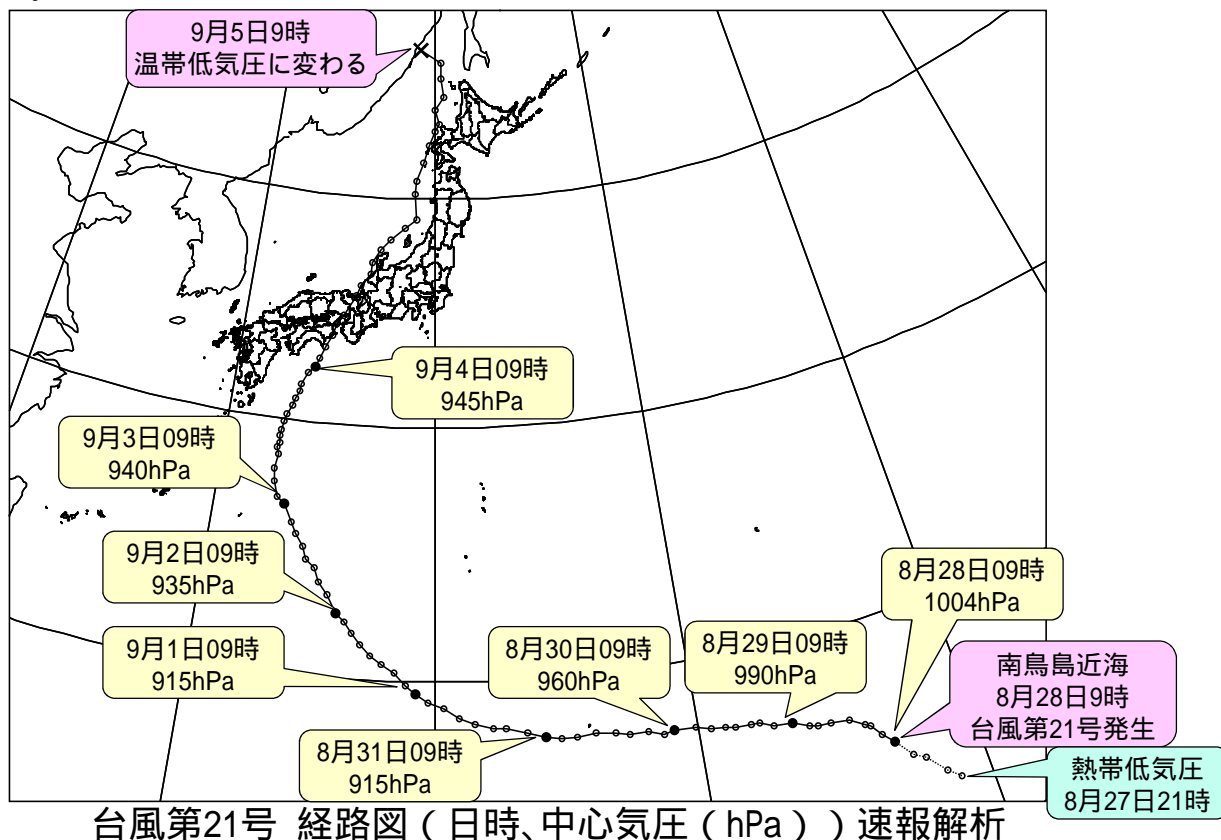 9月5日9時
温帯低気圧に変わる
9月4日09時
945hPa
9月3日09時
940hPa
9月2日09時
935hPa
9月1日09時
915hPa
8月31日09時
915hPa
8月30日09時
960hPa
8月29日09時
990hPa
8月28日09時
1004hPa
南鳥島近海
8月28日9時
台風第21号発生
熱帯低気圧
8月27日21時
台風第21号 経路図（日時、中心気圧（hPa））速報解析